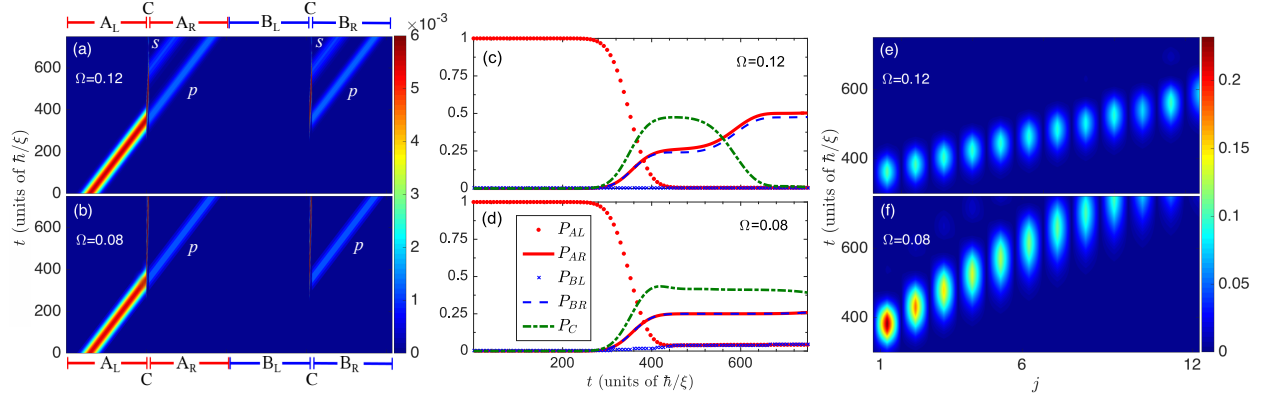 C C
A_L A_R B_L B_R
(a) s s
Ω=0.12
p p
t (units of ħ/ξ)
0 200 400 600
(b)
Ω=0.08
p p
t (units of ħ/ξ)
0 200 400 600
A_L A_R B_L B_R
C C
×10^-3
6
5
4
3
2
1
0
(c) Ω=0.12
1
0.75
0.5
0.25
0
(d) Ω=0.08
1
0.75
0.5
0.25
0
P_AL
P_AR
P_BL
P_BR
P_C
200 400 600
t (units of ħ/ξ)
(e)
Ω=0.12
600
400
t (units of ħ/ξ)
(f)
Ω=0.08
600
400
1 6 12
j
0.2
0.15
0.1
0.05
0